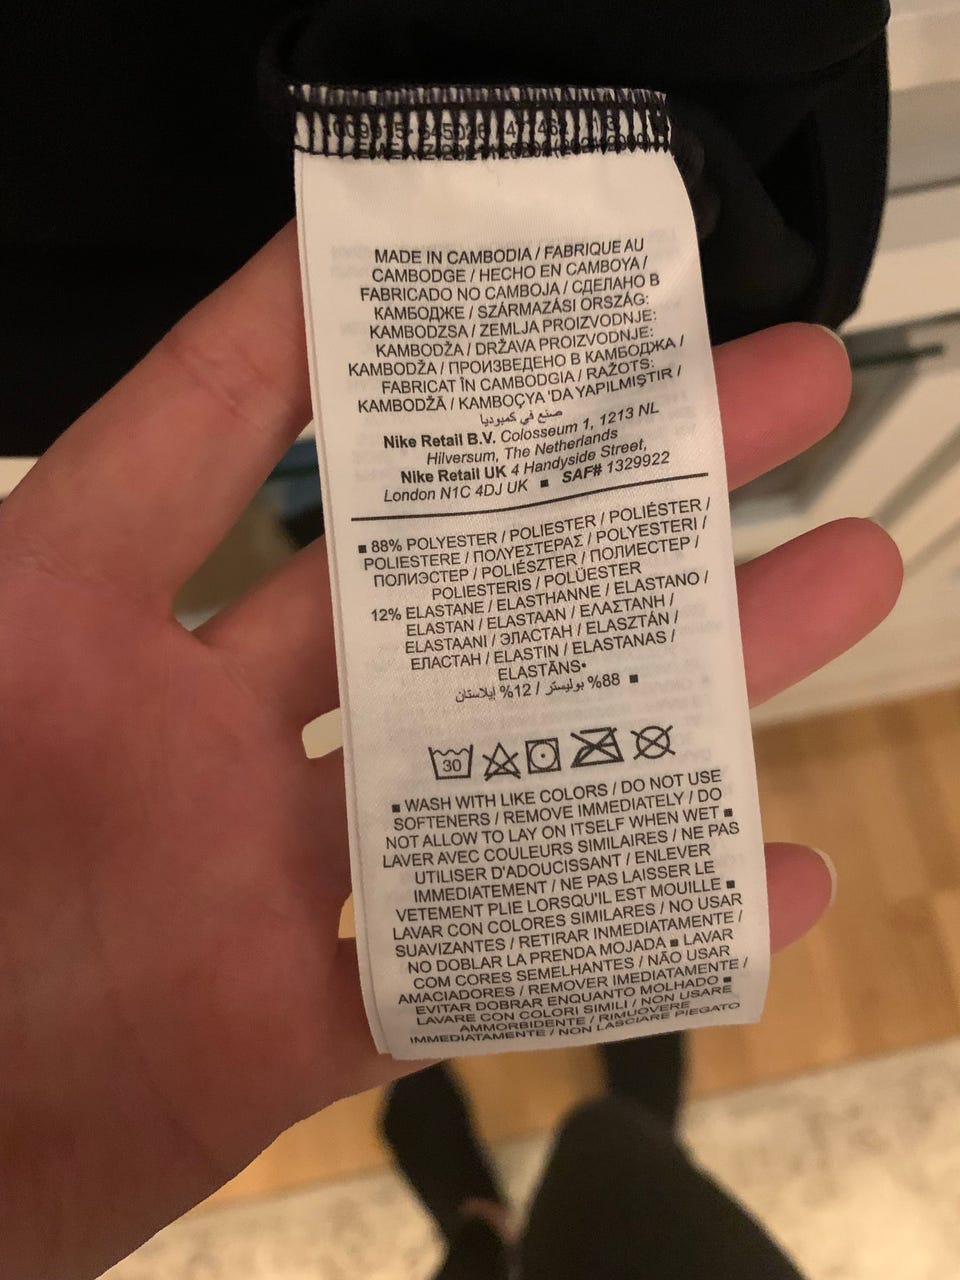 MADE IN CAMBODIA / FABRIQUE AU
CAMBODGE / HECHO EN CAMBOYA /
FABRICADO NO CAMBOJA / СДЕЛАНО В
КАМБОДЖЕ / SZÁRMAZÁSI ORSZÁG:
KAMBODZSA / ZEMLJA PROIZVODNJE:
KAMBODŽA / DRŽAVA PROIZVODNJE:
KAMBODŽA / ПРОИЗВЕДЕНО В КАМБОДЖА /
FABRICAT ÎN CAMBODGIA / RAŽOTS:
KAMBODŽĀ / KAMBOÇYA 'DA YAPILMIŞTIR /
صنع في كمبوديا
Nike Retail B.V. Colosseum 1, 1213 NL
Hilversum, The Netherlands
Nike Retail UK 4 Handyside Street,
London N1C 4DJ UK ■ SAF# 1329922
■ 88% POLYESTER / POLIESTER / POLIÉSTER /
POLIESTERE / ΠΟΛΥΕΣΤΕΡΑΣ / POLYESTERI /
ПОЛИЭСТЕР / POLIÉSZTER / ПОЛИЕСТЕР /
POLIESTERIS / POLÜESTER
12% ELASTANE / ELASTHANNE / ELASTANO /
ELASTAN / ELASTAAN / ΕΛΑΣΤΑΝΗ /
ELASTAANI / ЭЛАСТАН / ELASZTÁN /
ЕЛАСТАН / ELASTIN / ELASTANAS /
ELASTĀNS•
88% بوليستر / 12% إيلاستان ■
30
■ WASH WITH LIKE COLORS / DO NOT USE
SOFTENERS / REMOVE IMMEDIATELY / DO
NOT ALLOW TO LAY ON ITSELF WHEN WET ■
LAVER AVEC COULEURS SIMILAIRES / NE PAS
UTILISER D'ADOUCISSANT / ENLEVER
IMMEDIATEMENT / NE PAS LAISSER LE
VETEMENT PLIE LORSQU'IL EST MOUILLE ■
LAVAR CON COLORES SIMILARES / NO USAR
SUAVIZANTES / RETIRAR INMEDIATAMENTE /
NO DOBLAR LA PRENDA MOJADA ■ LAVAR
COM CORES SEMELHANTES / NÃO USAR
AMACIADORES / REMOVER IMEDIATAMENTE /
EVITAR DOBRAR ENQUANTO MOLHADO ■
LAVARE CON COLORI SIMILI / NON USARE
AMMORBIDENTE / RIMUOVERE
IMMEDIATAMENTE / NON LASCIARE PIEGATO